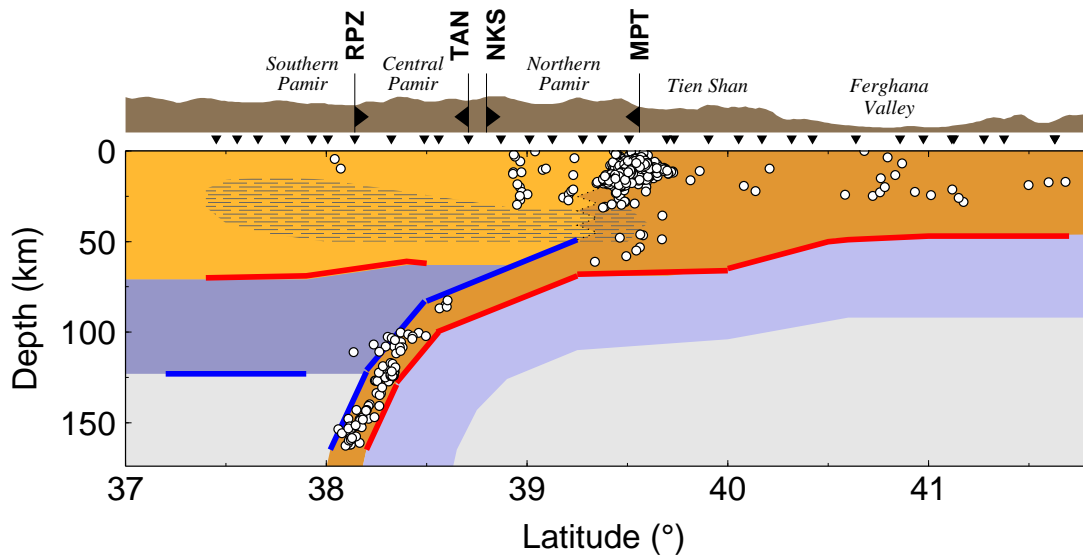 RPZ
TAN
NKS
MPT
Southern
Pamir
Central
Pamir
Northern
Pamir
Tien Shan
Ferghana
Valley
0
50
100
150
Depth (km)
37
38
39
40
41
Latitude (°)